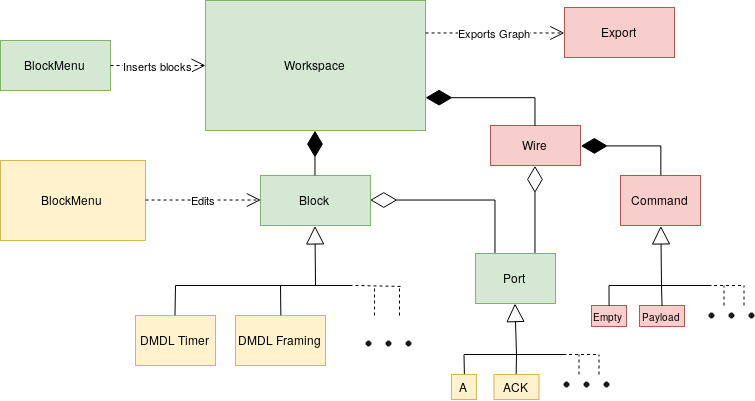 Exports Graph
Export
BlockMenu
Inserts blocks
Workspace
Wire
BlockMenu
Edits
Block
Command
Port
Empty
Payload
DMDL Timer
DMDL Framing
A
ACK